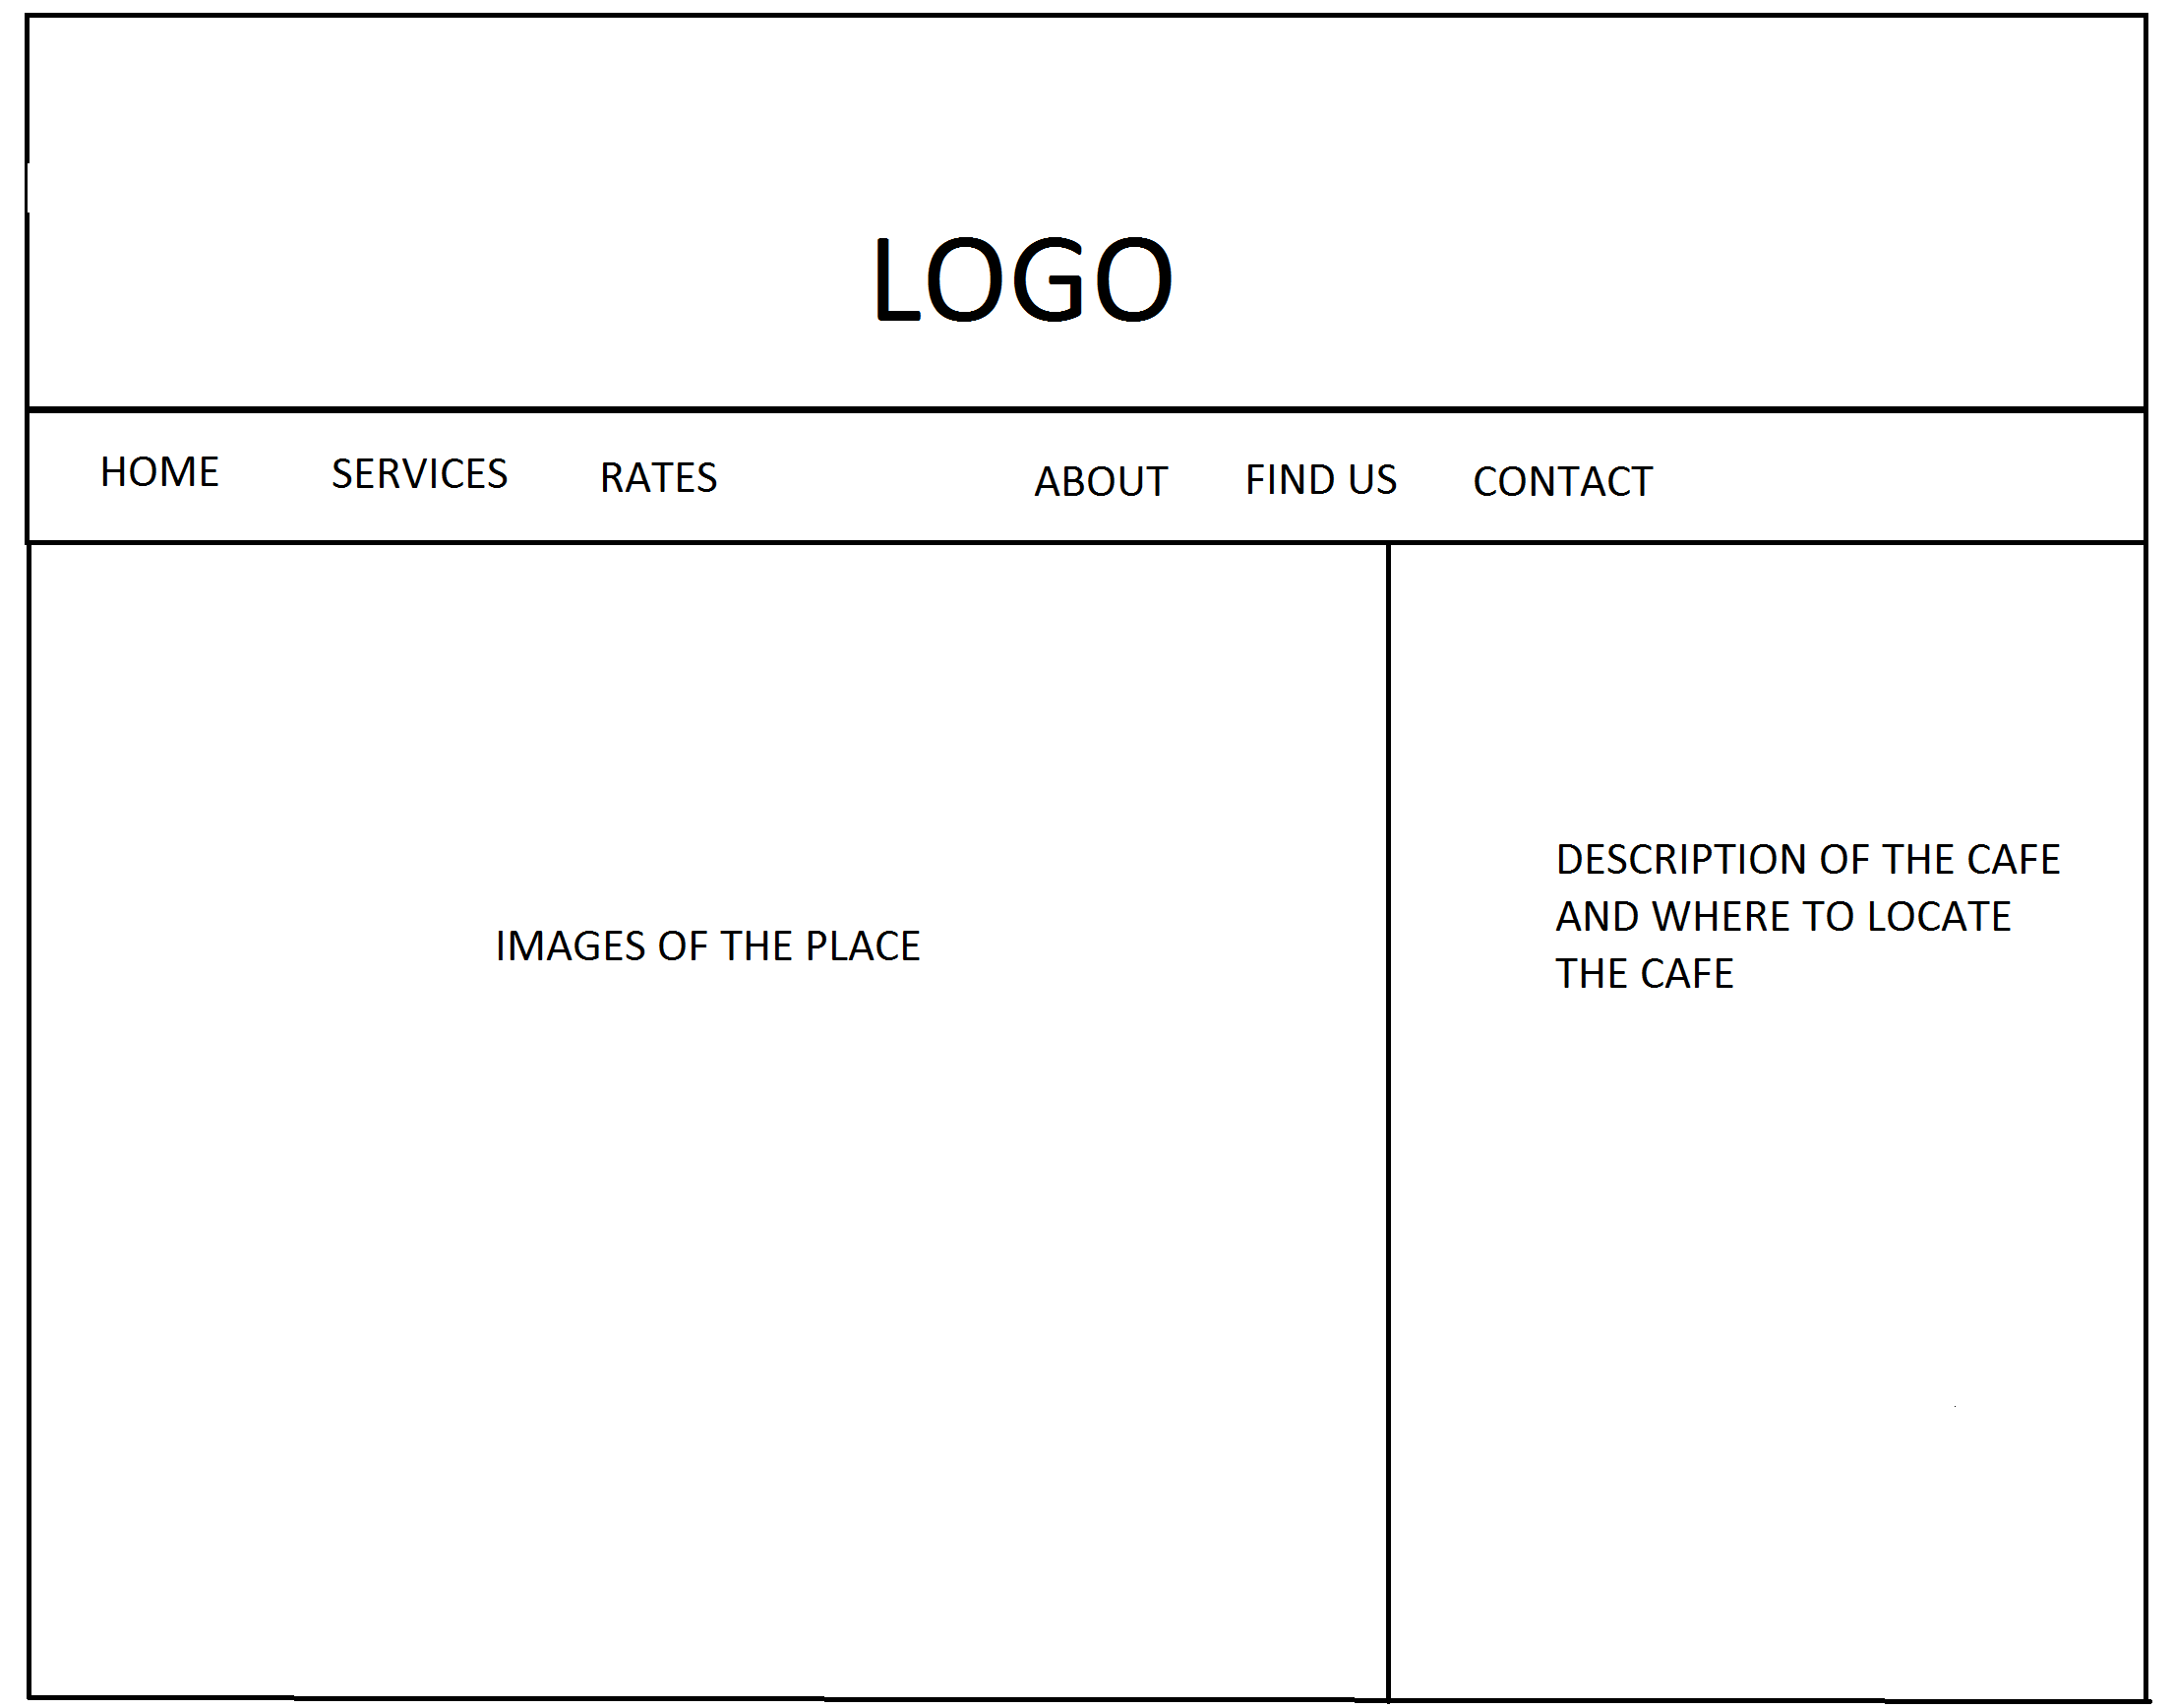 LOGO
HOME SERVICES RATES ABOUT FIND US CONTACT
IMAGES OF THE PLACE
DESCRIPTION OF THE CAFE
AND WHERE TO LOCATE
THE CAFE